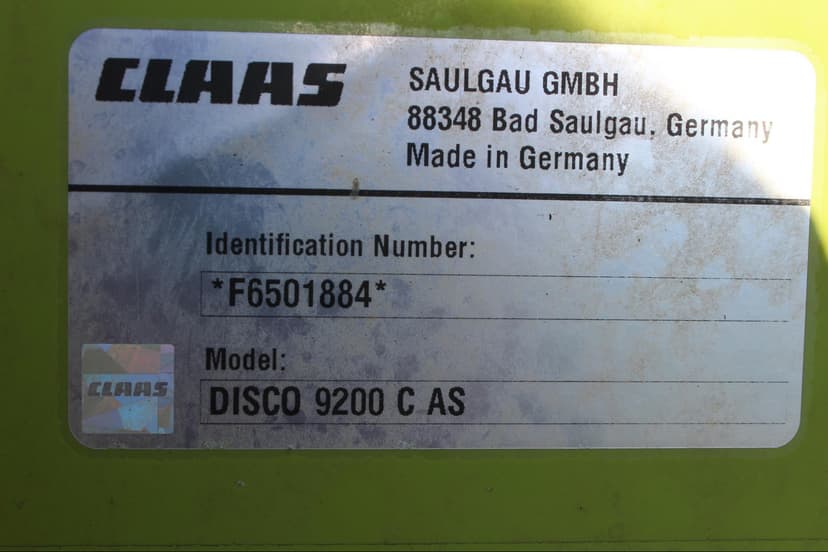 CLAAS
SAULGAU GMBH
88348 Bad Saulgau, Germany
Made in Germany
Identification Number:
*F6501884*
Model:
CLAAS
DISCO 9200 C AS